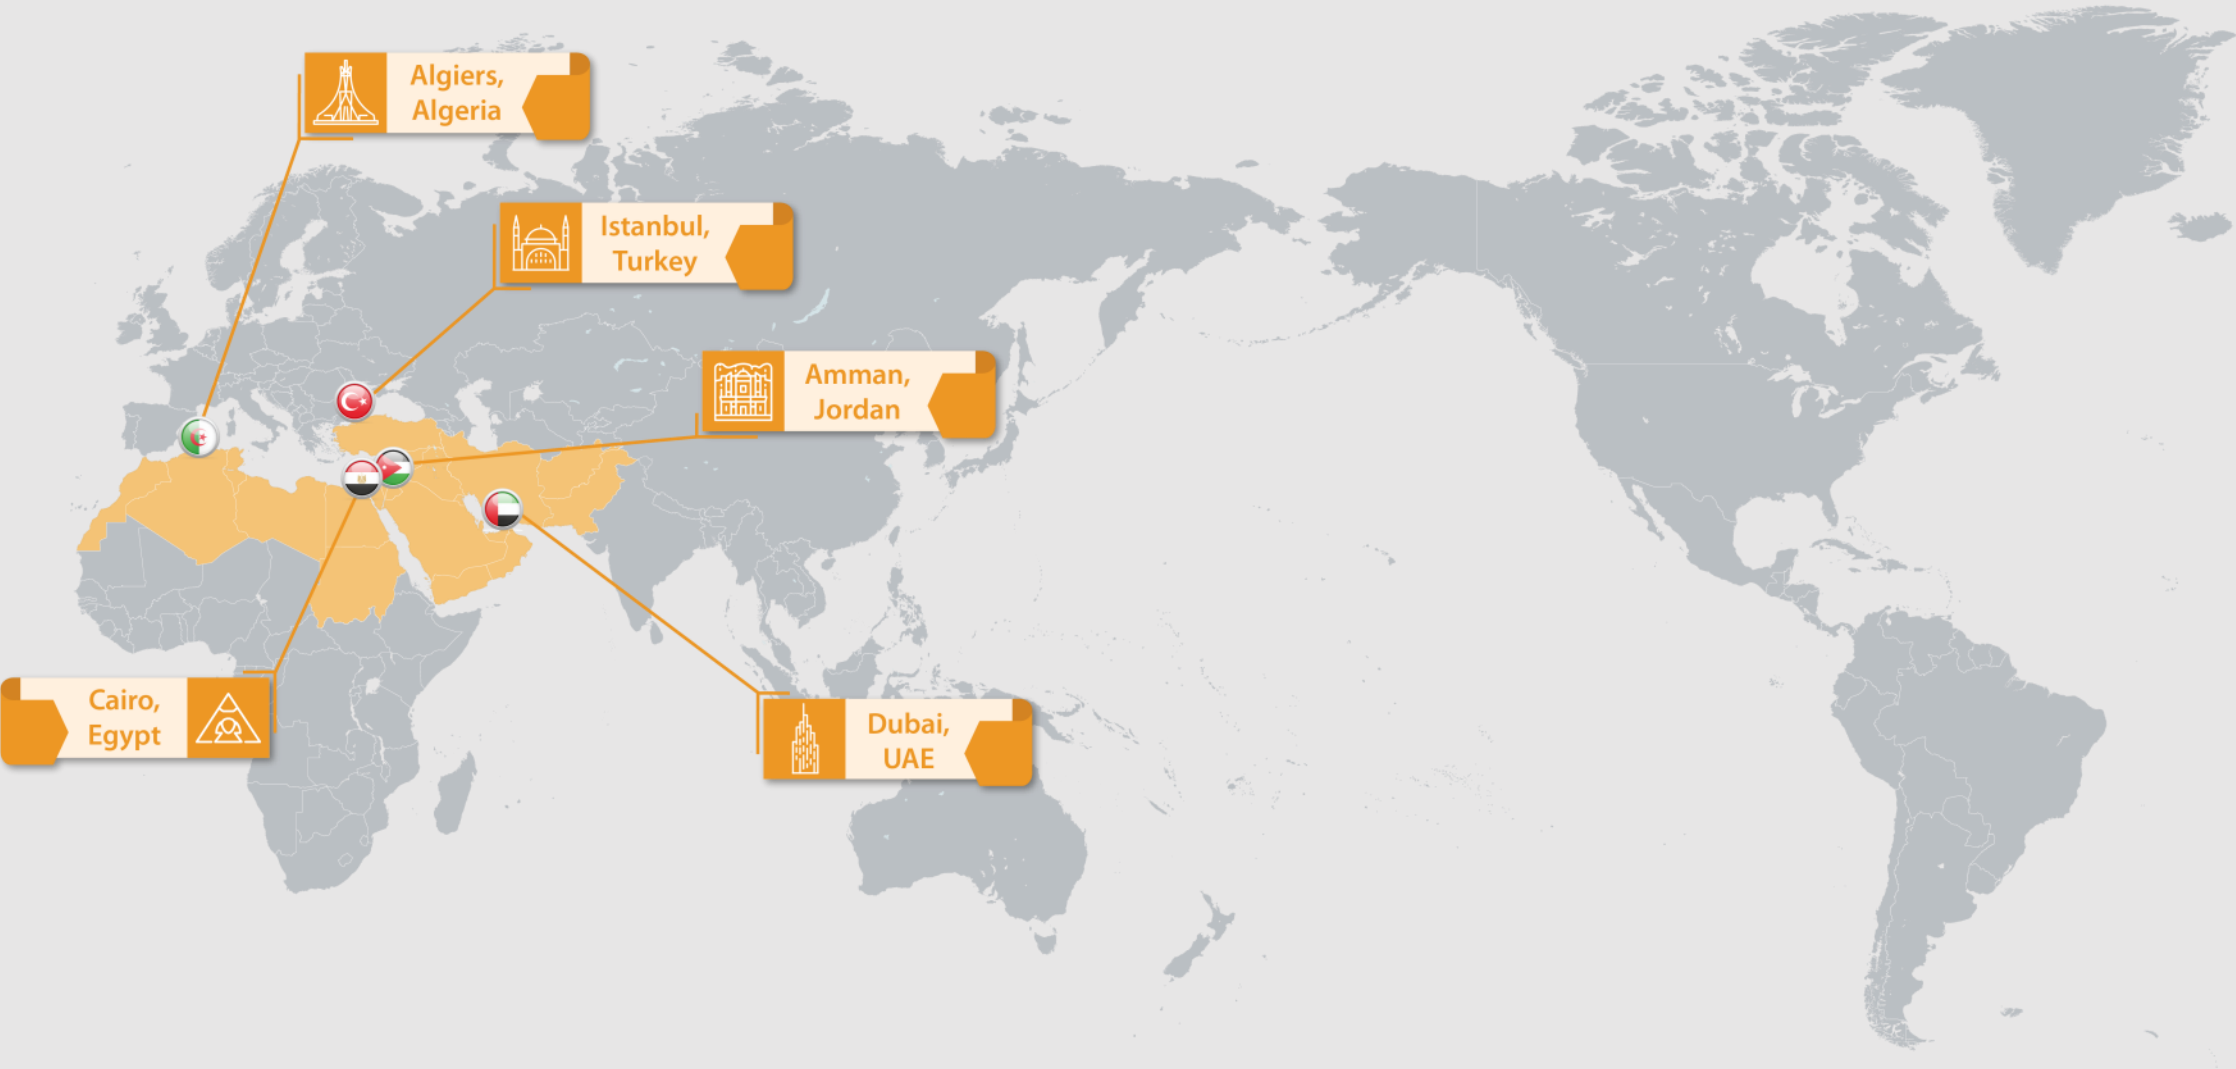 Algiers,
Algeria
Istanbul,
Turkey
Amman,
Jordan
Cairo,
Egypt
Dubai,
UAE